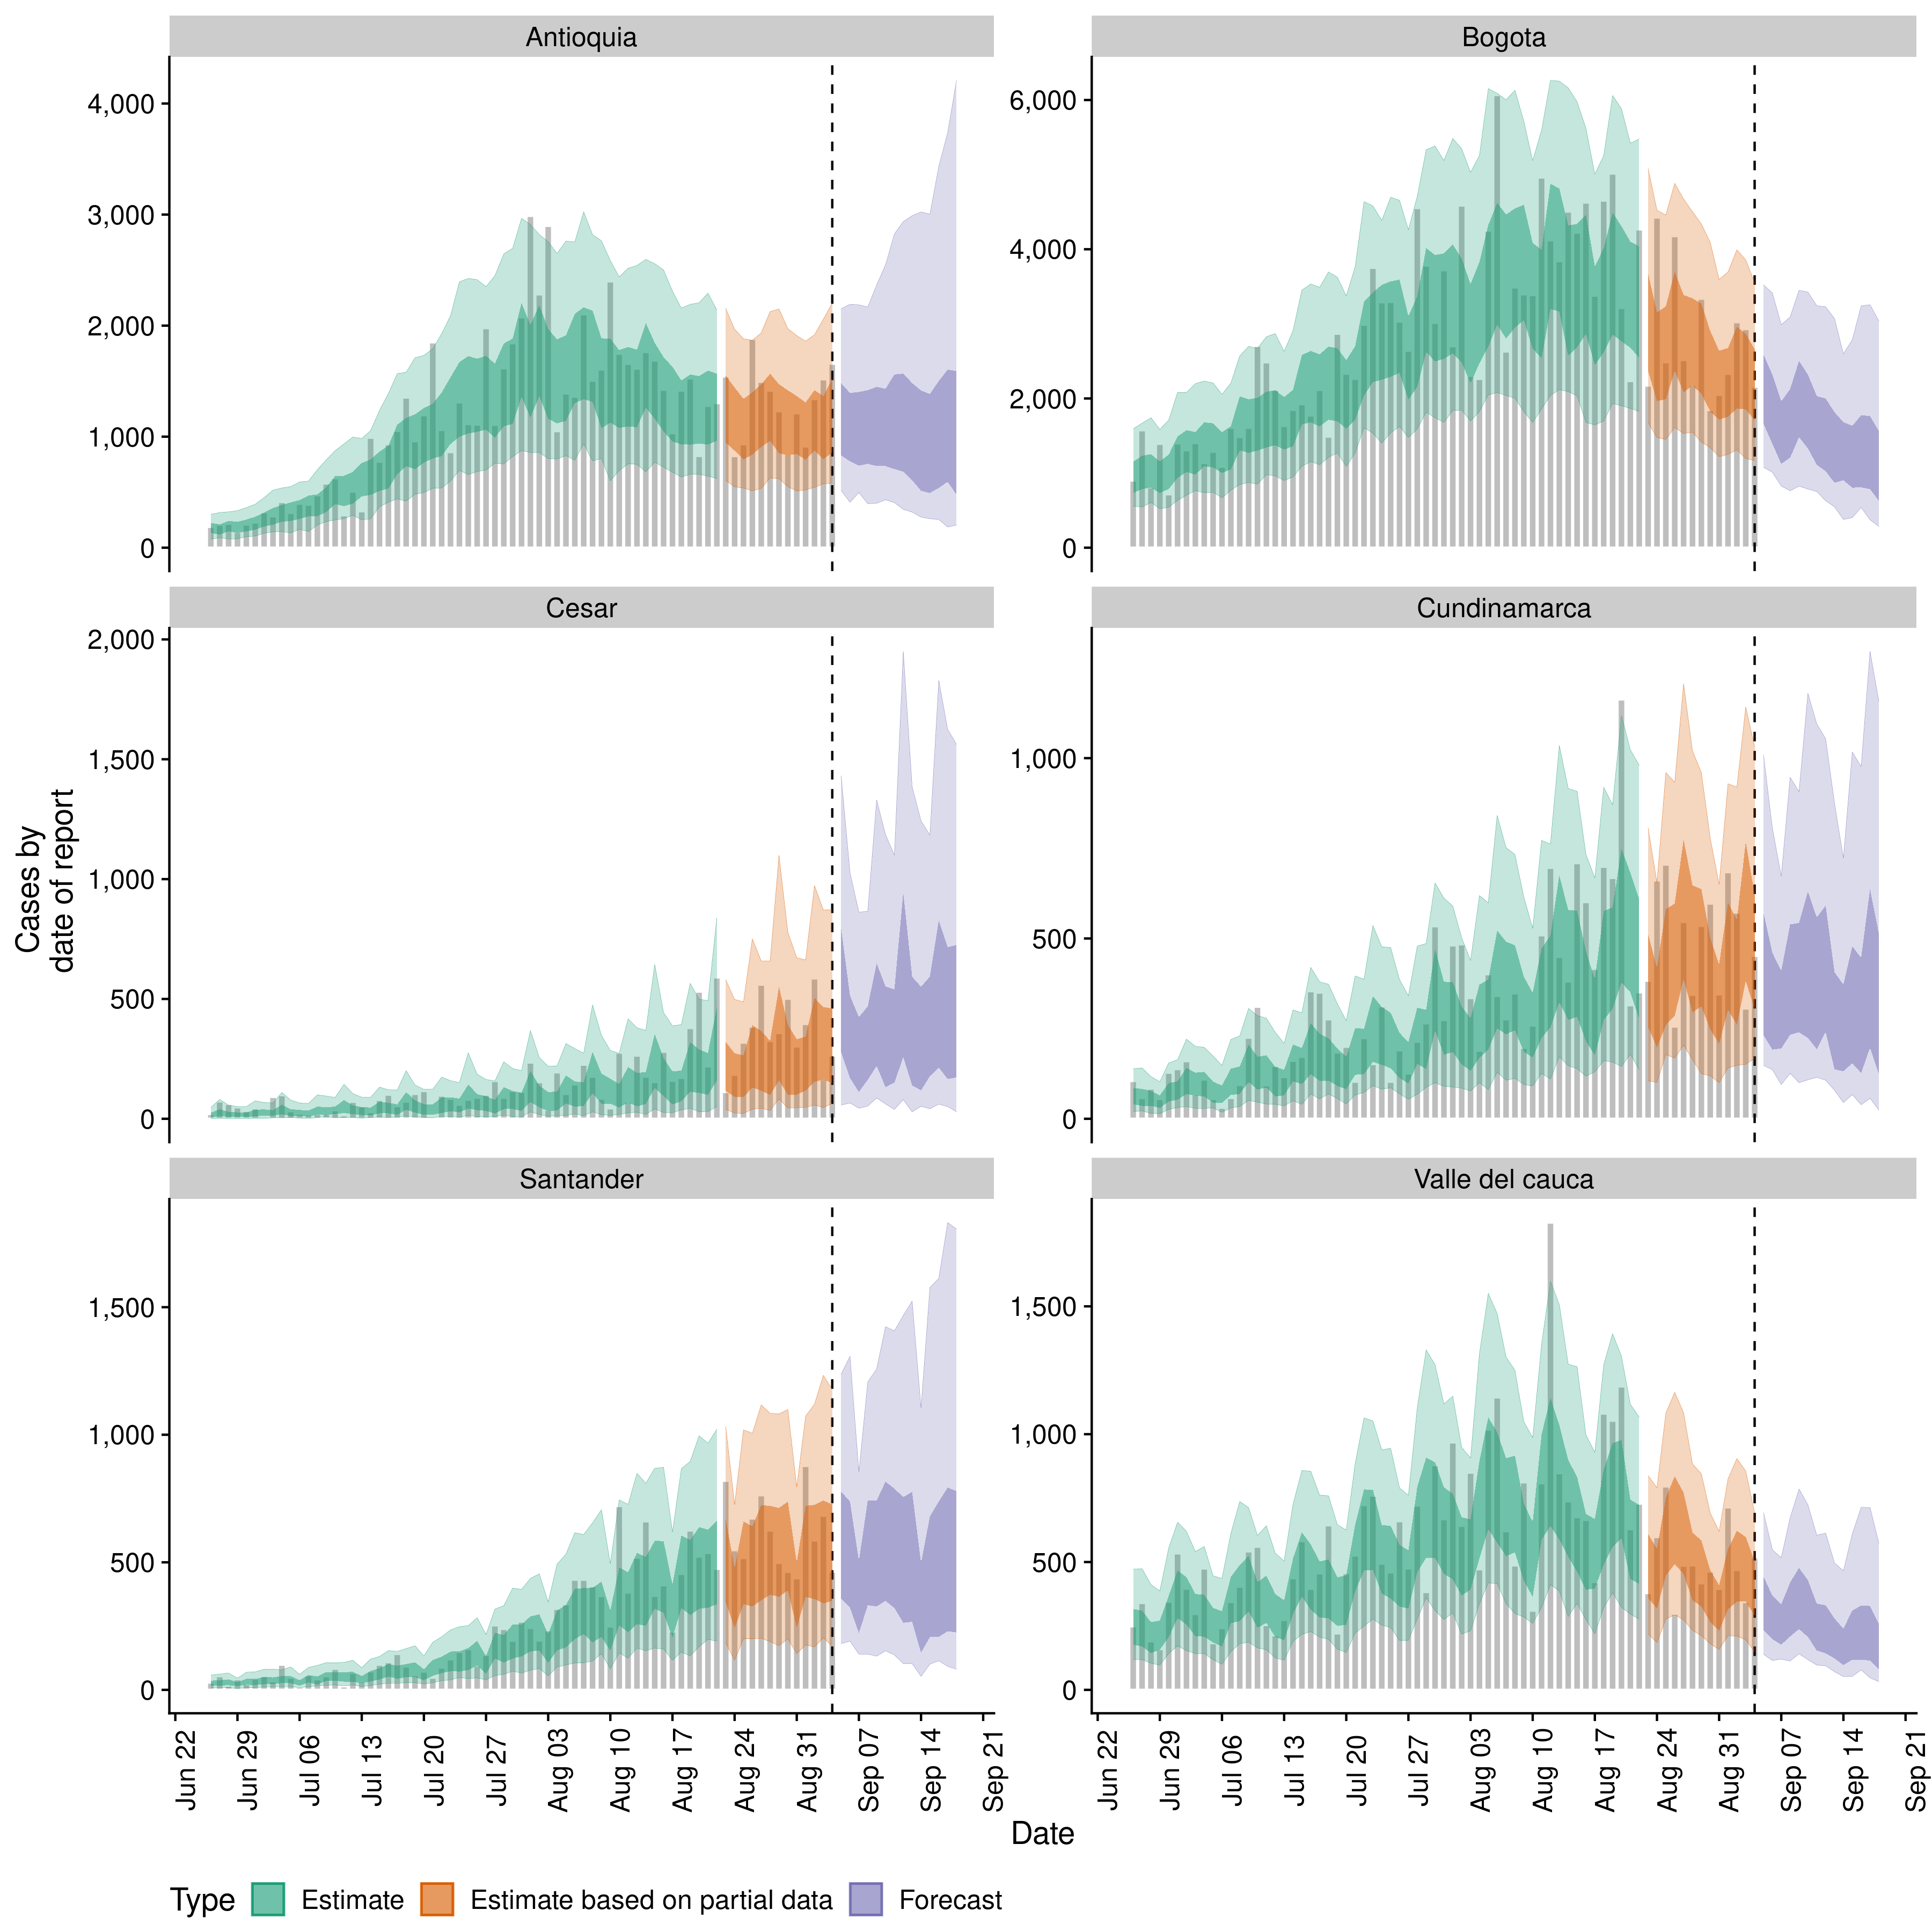 Antioquia
Bogota
4,000
3,000
2,000
1,000
0
6,000
4,000
2,000
0
Cesar
Cundinamarca
2,000
1,500
1,000
500
0
1,000
500
0
Cases by
date of report
Santander
Valle del cauca
1,500
1,000
500
0
1,500
1,000
500
0
Jun 22
Jun 29
Jul 06
Jul 13
Jul 20
Jul 27
Aug 03
Aug 10
Aug 17
Aug 24
Aug 31
Sep 07
Sep 14
Sep 21
Jun 22
Jun 29
Jul 06
Jul 13
Jul 20
Jul 27
Aug 03
Aug 10
Aug 17
Aug 24
Aug 31
Sep 07
Sep 14
Sep 21
Date
Type Estimate Estimate based on partial data Forecast